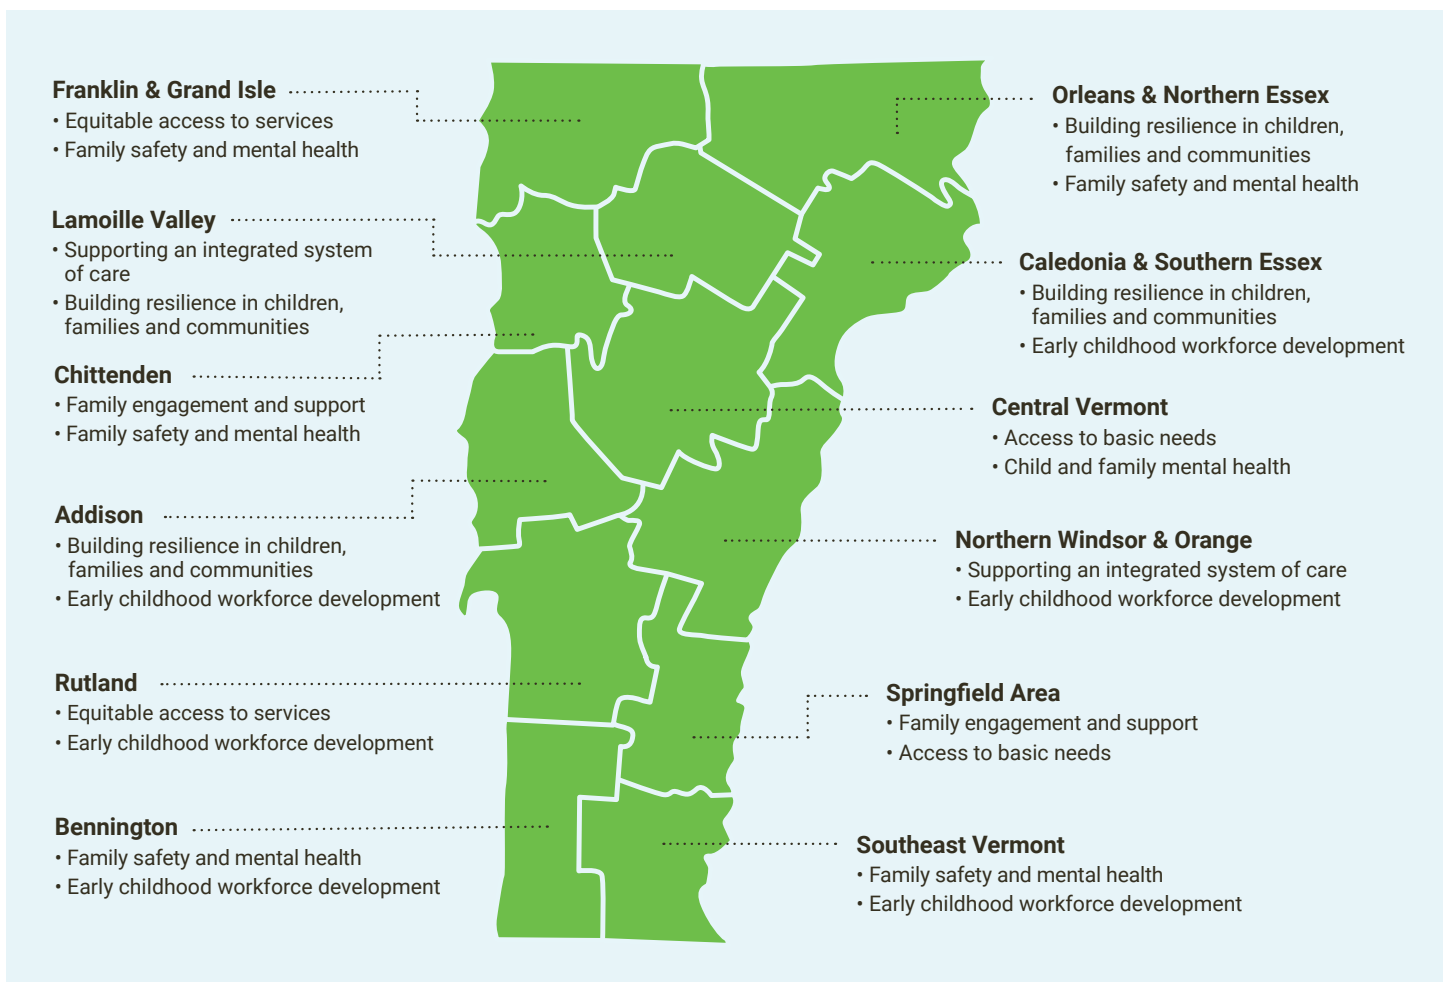 Franklin & Grand Isle
• Equitable access to services
• Family safety and mental health
Lamoille Valley
• Supporting an integrated system
of care
• Building resilience in children,
families and communities
Chittenden
• Family engagement and support
• Family safety and mental health
Addison
• Building resilience in children,
families and communities
• Early childhood workforce development
Rutland
• Equitable access to services
• Early childhood workforce development
Bennington
• Family safety and mental health
• Early childhood workforce development
Orleans & Northern Essex
• Building resilience in children,
families and communities
• Family safety and mental health
Caledonia & Southern Essex
• Building resilience in children,
families and communities
• Early childhood workforce development
Central Vermont
• Access to basic needs
• Child and family mental health
Northern Windsor & Orange
• Supporting an integrated system of care
• Early childhood workforce development
Springfield Area
• Family engagement and support
• Access to basic needs
Southeast Vermont
• Family safety and mental health
• Early childhood workforce development